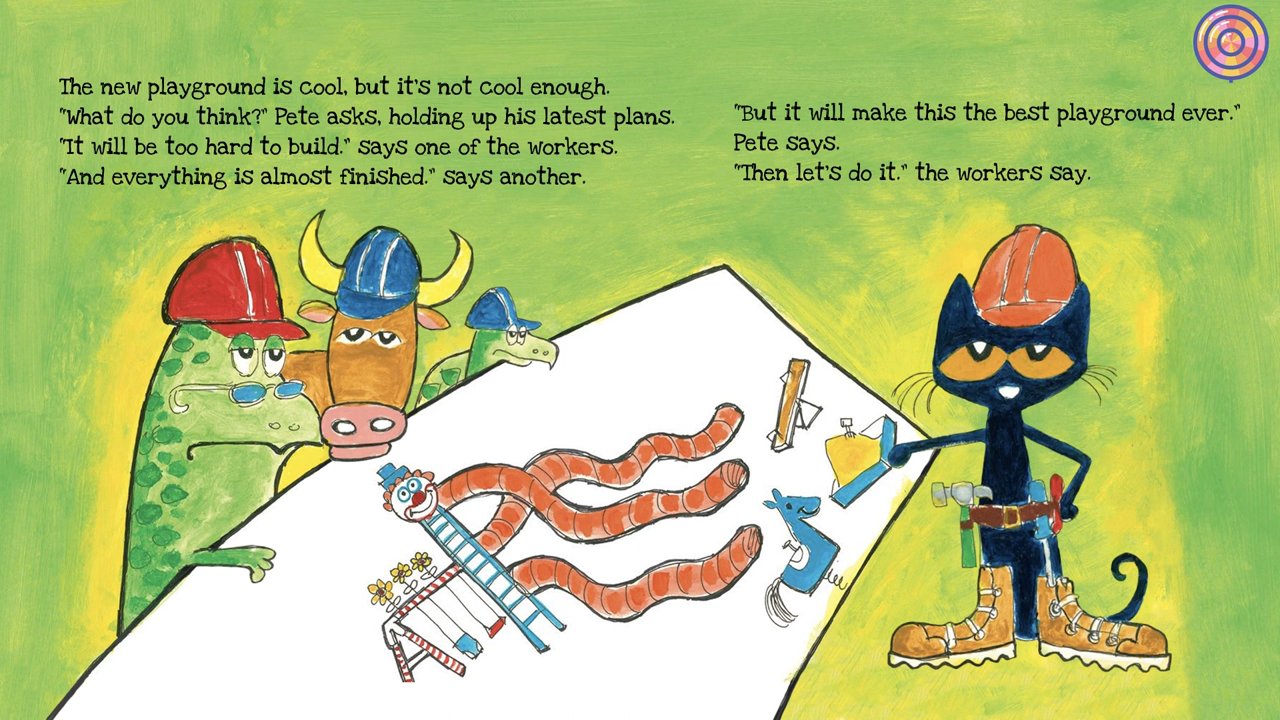 The new playground is cool, but it's not cool enough.
"What do you think?" Pete asks, holding up his latest plans.
"It will be too hard to build." says one of the workers.
"And everything is almost finished." says another.
"But it will make this the best playground ever."
Pete says.
"Then let's do it." the workers say.